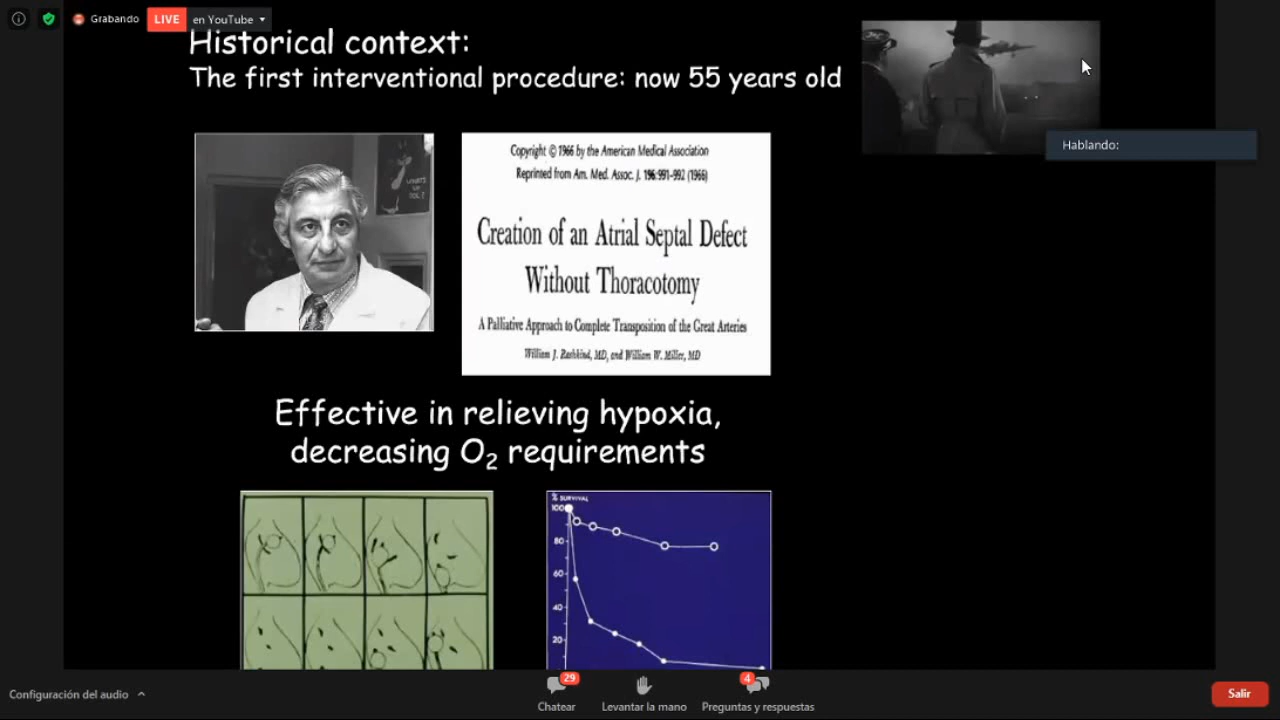 Grabando
LIVE
en YouTube
Historical context:
The first interventional procedure: now 55 years old
Hablando:
WHAT'S
UP
DOC?
Copyright © 1966 by the American Medical Association
Reprinted from Am. Med. Assoc. J. 196:991-992 (1966)
Creation of an Atrial Septal Defect
Without Thoracotomy
A Palliative Approach to Complete Transposition of the Great Arteries
William J. Rashkind, MD, and William W. Miller, MD
Effective in relieving hypoxia,
decreasing O₂ requirements
% SURVIVAL
100
80
60
40
20
Configuración del audio
29
Chatear
Levantar la mano
4
Preguntas y respuestas
Salir